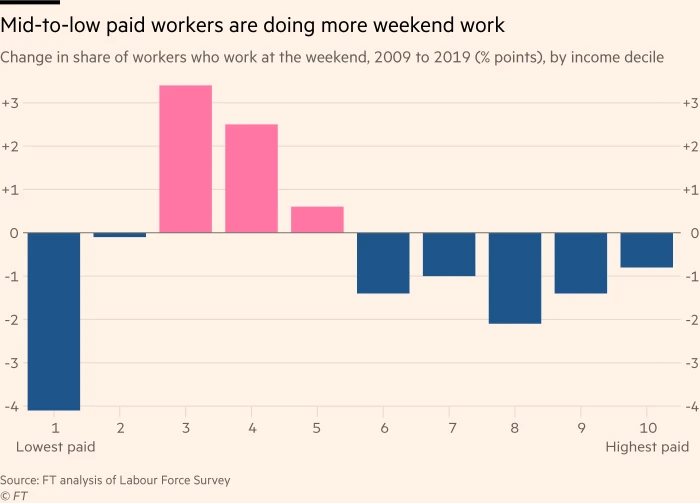 Mid-to-low paid workers are doing more weekend work
Change in share of workers who work at the weekend, 2009 to 2019 (% points), by income decile
+3 +3
+2 +2
+1 +1
0 0
-1 -1
-2 -2
-3 -3
-4 -4
1 2 3 4 5 6 7 8 9 10
Lowest paid Highest paid
Source: FT analysis of Labour Force Survey
© FT